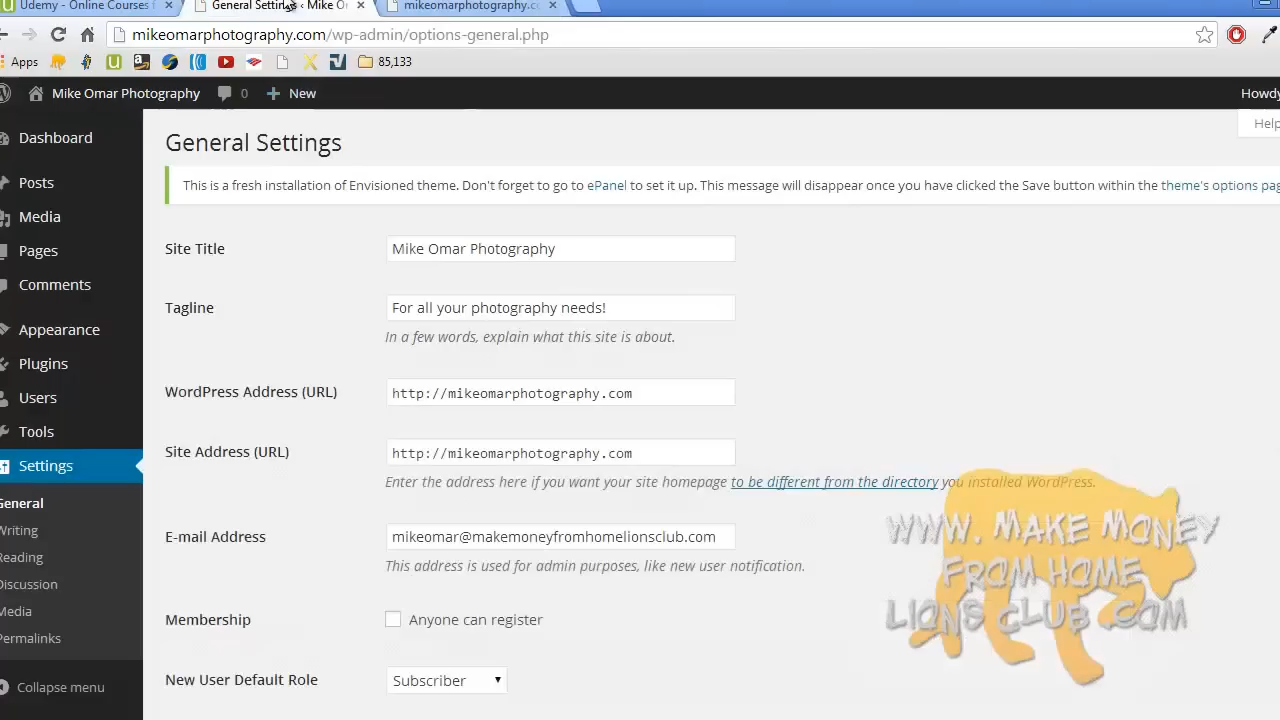 Udemy - Online Courses
General Settings ‹ Mike O
mikeomarphotography.c
mikeomarphotography.com/wp-admin/options-general.php
Apps
85,133
Mike Omar Photography
0
New
Howdy
Help
Dashboard
Posts
Media
Pages
Comments
Appearance
Plugins
Users
Tools
Settings
General
Writing
Reading
Discussion
Media
Permalinks
Collapse menu
General Settings
This is a fresh installation of Envisioned theme. Don't forget to go to ePanel to set it up. This message will disappear once you have clicked the Save button within the theme's options pag
Site Title
Mike Omar Photography
Tagline
For all your photography needs!
In a few words, explain what this site is about.
WordPress Address (URL)
http://mikeomarphotography.com
Site Address (URL)
http://mikeomarphotography.com
Enter the address here if you want your site homepage to be different from the directory you installed WordPress.
E-mail Address
mikeomar@makemoneyfromhomelionsclub.com
This address is used for admin purposes, like new user notification.
Membership
Anyone can register
New User Default Role
Subscriber
WWW. MAKE MONEY
FROM HOME
LIONS CLUB .COM